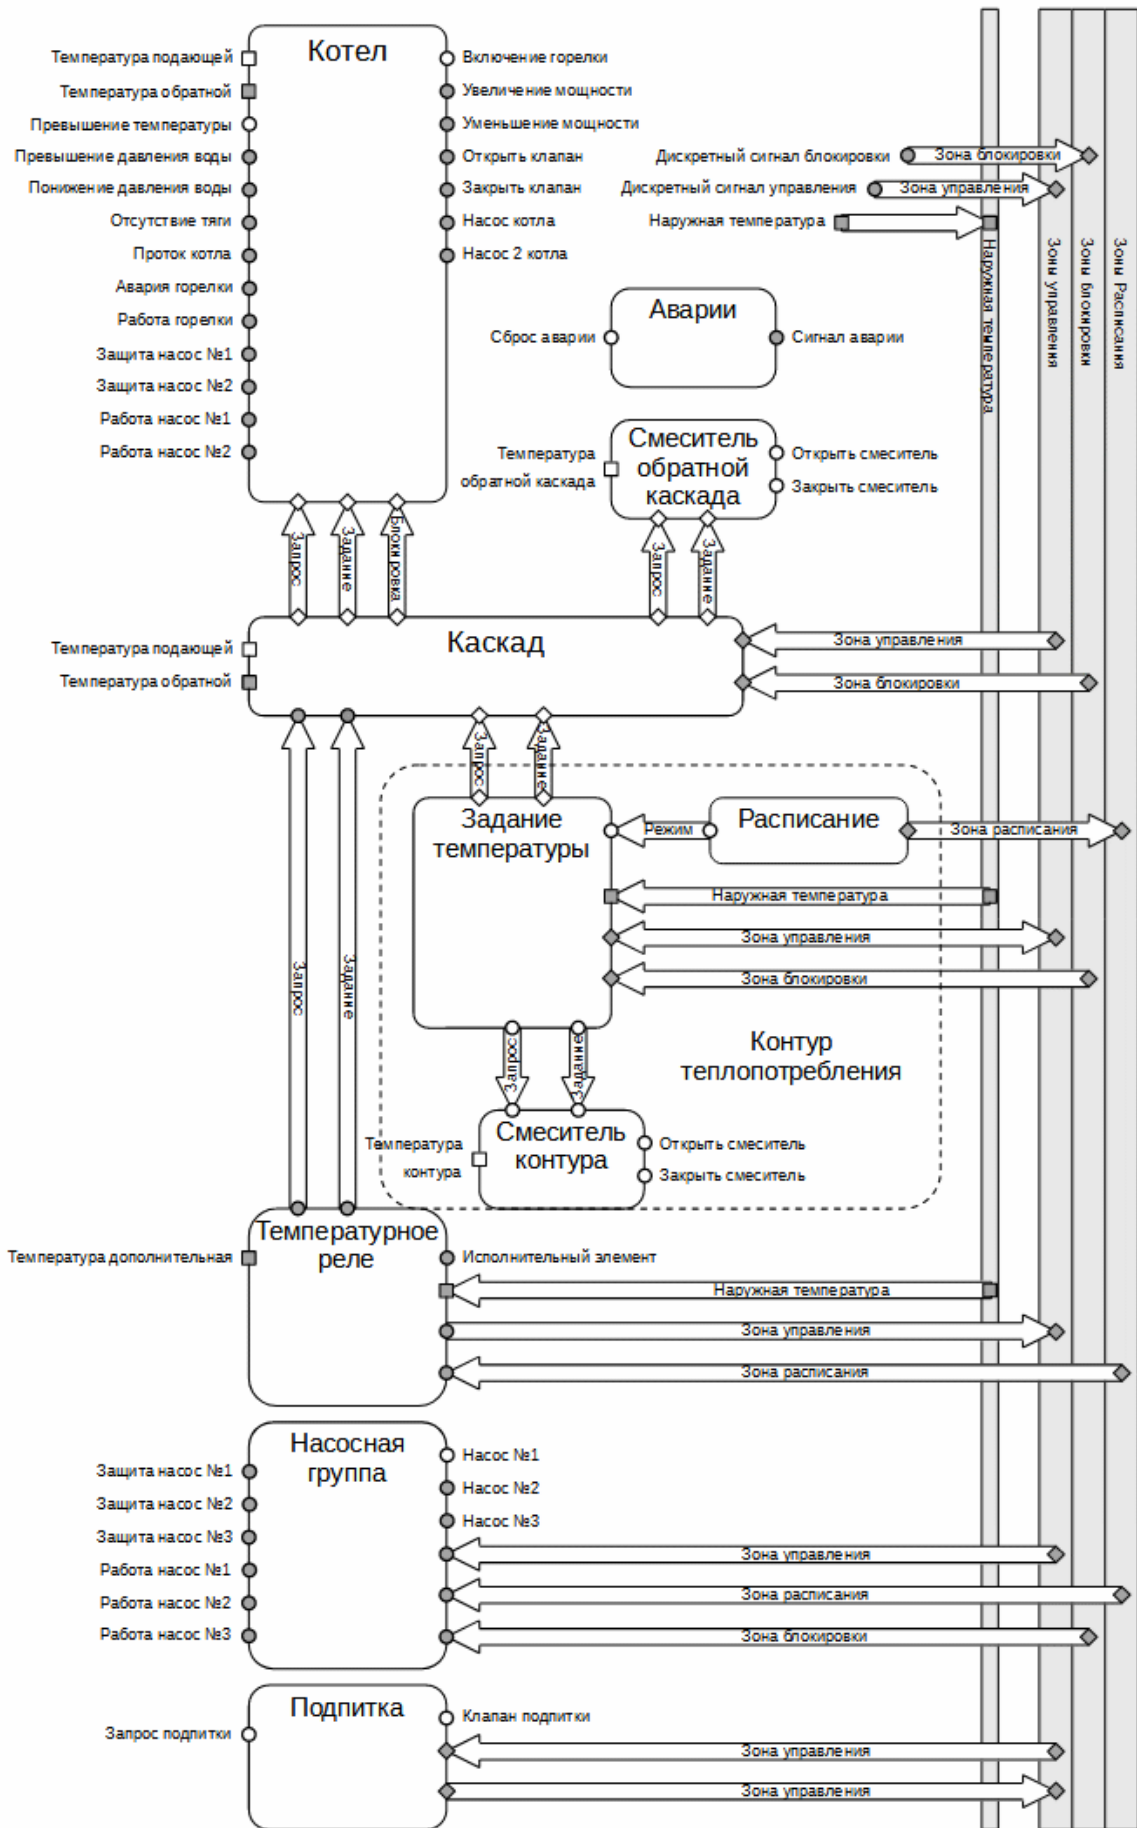 Котел
Температура подающей
Температура обратной
Превышение температуры
Превышение давления воды
Понижение давления воды
Отсутствие тяги
Проток котла
Авария горелки
Работа горелки
Защита насос №1
Защита насос №2
Работа насос №1
Работа насос №2
Включение горелки
Увеличение мощности
Уменьшение мощности
Открыть клапан
Закрыть клапан
Насос котла
Насос 2 котла
Дискретный сигнал блокировки
Зона блокировки
Дискретный сигнал управления
Зона управления
Наружная температура
Наружная температура
Зоны управления
Зоны блокировки
Зоны Расписания
Аварии
Сброс аварии
Сигнал аварии
Смеситель
обратной
каскада
Температура
обратной каскада
Открыть смеситель
Закрыть смеситель
Запрос
Задание
Блокировка
Запрос
Задание
Каскад
Температура подающей
Температура обратной
Зона управления
Зона блокировки
Запрос
Задание
Запрос
Задание
Задание
температуры
Режим
Расписание
Зона расписания
Наружная температура
Зона управления
Зона блокировки
Контур
теплопотребления
Запрос
Задание
Смеситель
контура
Температура
контура
Открыть смеситель
Закрыть смеситель
Температурное
реле
Температура дополнительная
Исполнительный элемент
Наружная температура
Зона управления
Зона расписания
Насосная
группа
Защита насос №1
Защита насос №2
Защита насос №3
Работа насос №1
Работа насос №2
Работа насос №3
Насос №1
Насос №2
Насос №3
Зона управления
Зона расписания
Зона блокировки
Подпитка
Запрос подпитки
Клапан подпитки
Зона управления
Зона управления